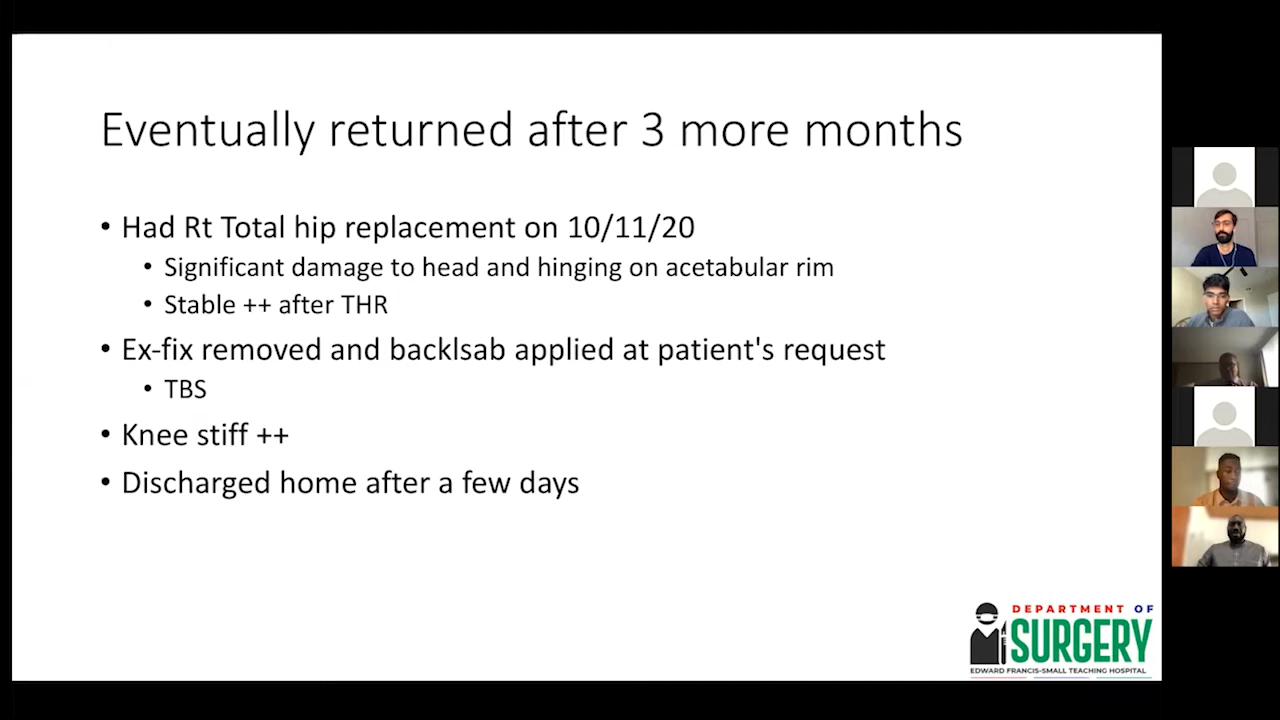 Eventually returned after 3 more months
• Had Rt Total hip replacement on 10/11/20
• Significant damage to head and hinging on acetabular rim
• Stable ++ after THR
• Ex-fix removed and backlsab applied at patient's request
• TBS
• Knee stiff ++
• Discharged home after a few days
DEPARTMENT OF
SURGERY
EDWARD FRANCIS-SMALL TEACHING HOSPITAL